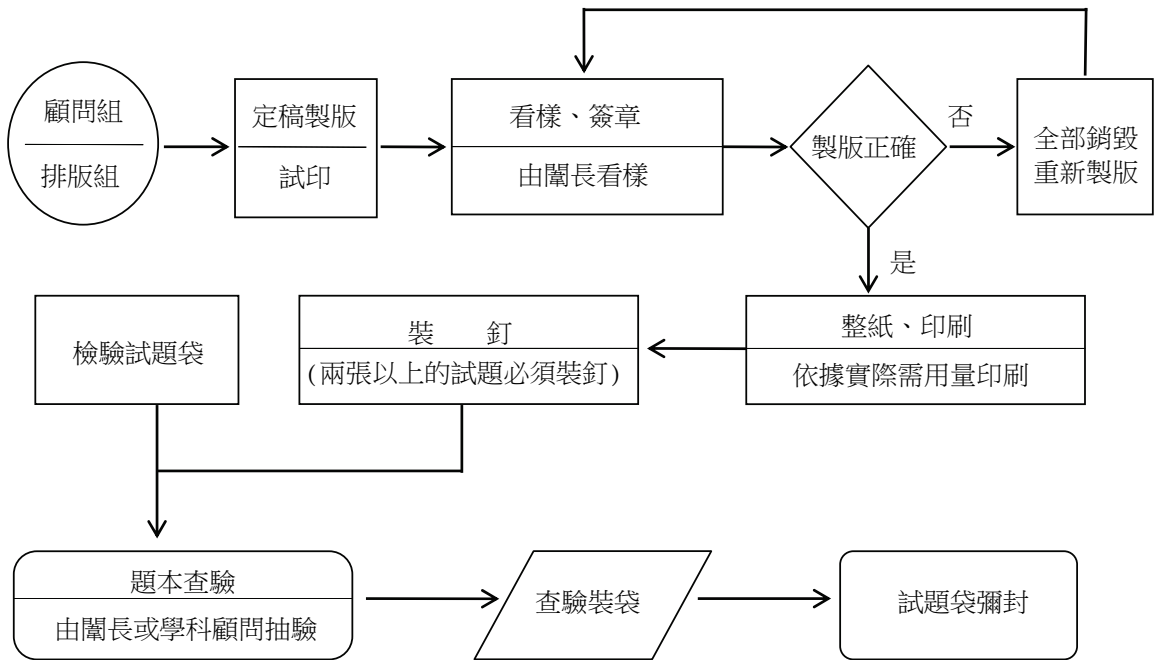 顧問組
排版組
定稿製版
試印
看樣、簽章
由闈長看樣
製版正確
否
全部銷毀
重新製版
是
檢驗試題袋
裝　　釘
(兩張以上的試題必須裝釘)
整紙、印刷
依據實際需用量印刷
題本查驗
由闈長或學科顧問抽驗
查驗裝袋
試題袋彌封